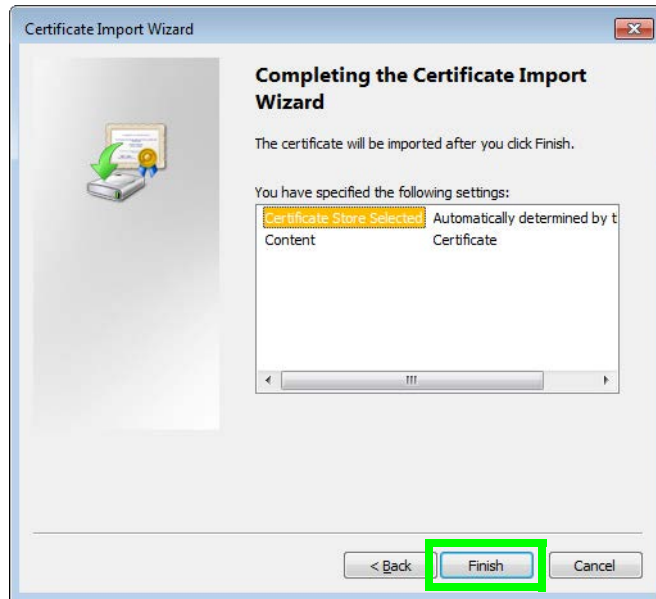 Certificate Import Wizard
Completing the Certificate Import
Wizard
The certificate will be imported after you click Finish.
You have specified the following settings:
Certificate Store Selected Automatically determined by t
Content Certificate
< Back Finish Cancel